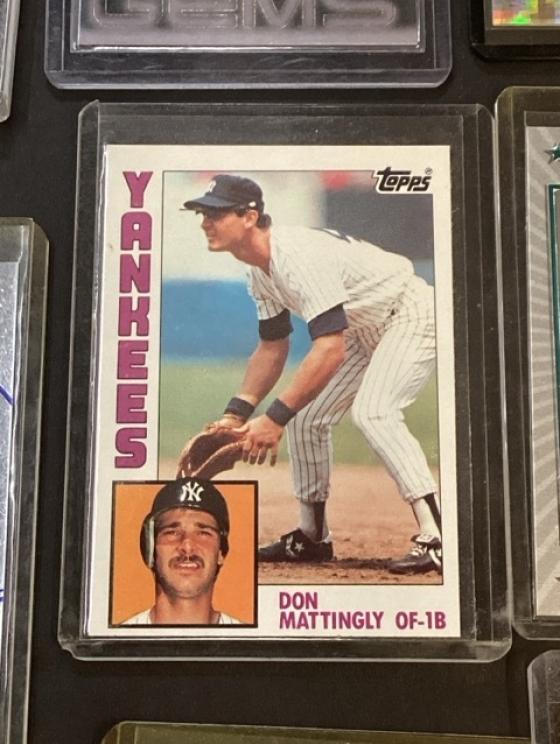 GEMS
topps
YANKEES
NY
DON
MATTINGLY OF-1B